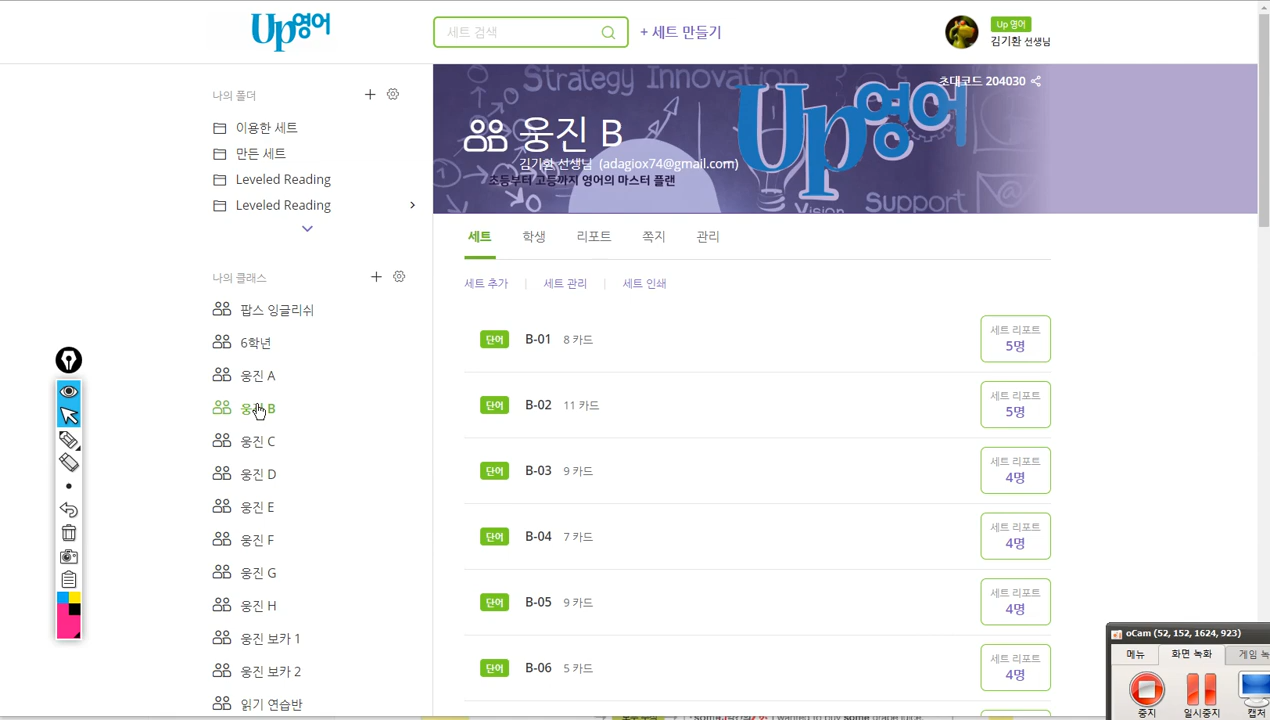 Up영어
세트 검색
+ 세트 만들기
Up 영어
김기환 선생님
나의 폴더
이용한 세트
만든 세트
Leveled Reading
Leveled Reading
나의 클래스
팝스 잉글리쉬
6학년
웅진 A
웅진 B
웅진 C
웅진 D
웅진 E
웅진 F
웅진 G
웅진 H
웅진 보카 1
웅진 보카 2
읽기 연습반
Strategy Innovation
초대코드 204030
웅진 B
Up영어
김기환 선생님 (adagiox74@gmail.com)
초등부터 고등까지 영어의 마스터 플랜
Vision
Support
세트 학생 리포트 쪽지 관리
세트 추가 | 세트 관리 | 세트 인쇄
단어 B-01 8 카드 세트 리포트
5명
단어 B-02 11 카드 세트 리포트
5명
단어 B-03 9 카드 세트 리포트
4명
단어 B-04 7 카드 세트 리포트
4명
단어 B-05 9 카드 세트 리포트
4명
단어 B-06 5 카드 세트 리포트
4명
oCam (52, 152, 1624, 923)
메뉴 화면 녹화 게임 녹
중지 일시중지 캡처